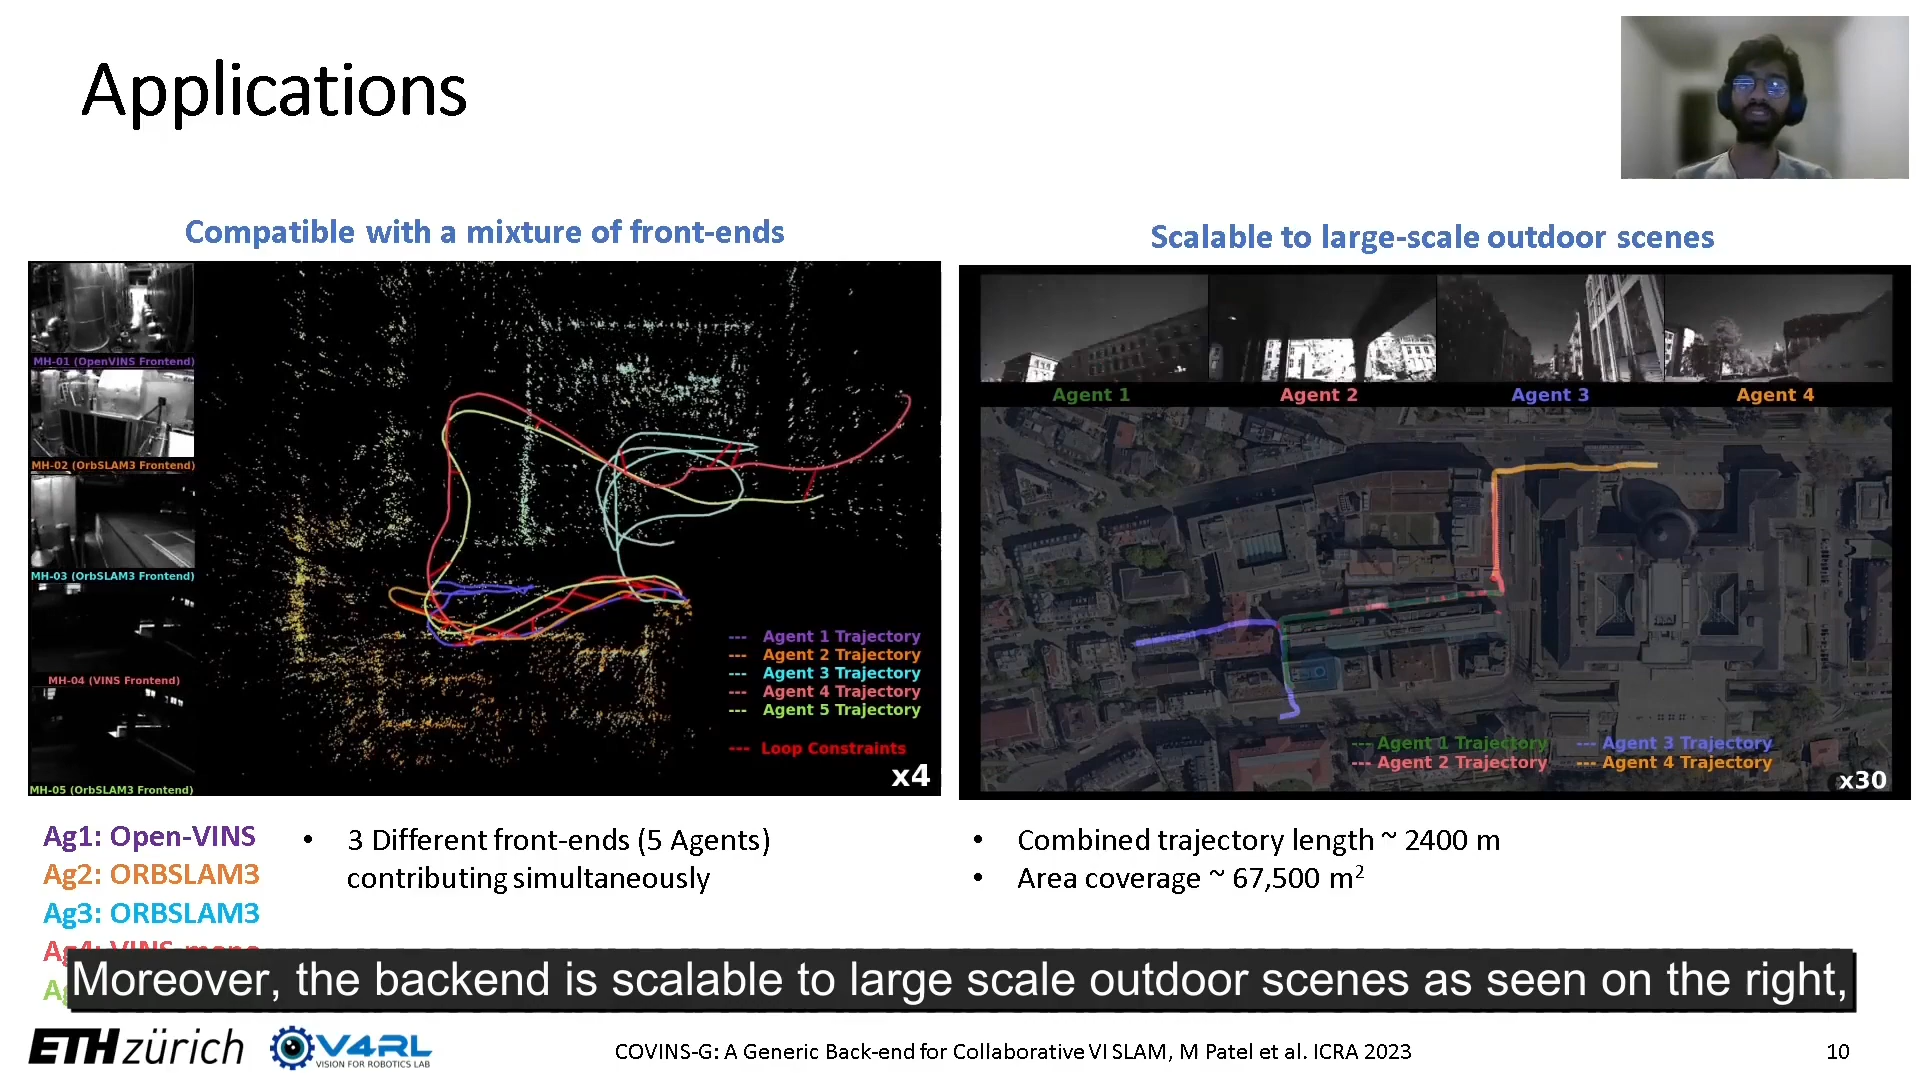 Applications
Compatible with a mixture of front-ends
MH-01 (OpenVINS Frontend)
MH-02 (OrbSLAM3 Frontend)
MH-03 (OrbSLAM3 Frontend)
MH-04 (VINS Frontend)
MH-05 (OrbSLAM3 Frontend)
--- Agent 1 Trajectory
--- Agent 2 Trajectory
--- Agent 3 Trajectory
--- Agent 4 Trajectory
--- Agent 5 Trajectory
--- Loop Constraints
x4
Scalable to large-scale outdoor scenes
Agent 1
Agent 2
Agent 3
Agent 4
--- Agent 1 Trajectory
--- Agent 2 Trajectory
--- Agent 3 Trajectory
--- Agent 4 Trajectory
x30
Ag1: Open-VINS
Ag2: ORBSLAM3
Ag3: ORBSLAM3
• 3 Different front-ends (5 Agents)
contributing simultaneously
• Combined trajectory length ~ 2400 m
• Area coverage ~ 67,500 m²
Moreover, the backend is scalable to large scale outdoor scenes as seen on the right,
ETH zürich
V4RL
VISION FOR ROBOTICS LAB
COVINS-G: A Generic Back-end for Collaborative VI SLAM, M Patel et al. ICRA 2023
10